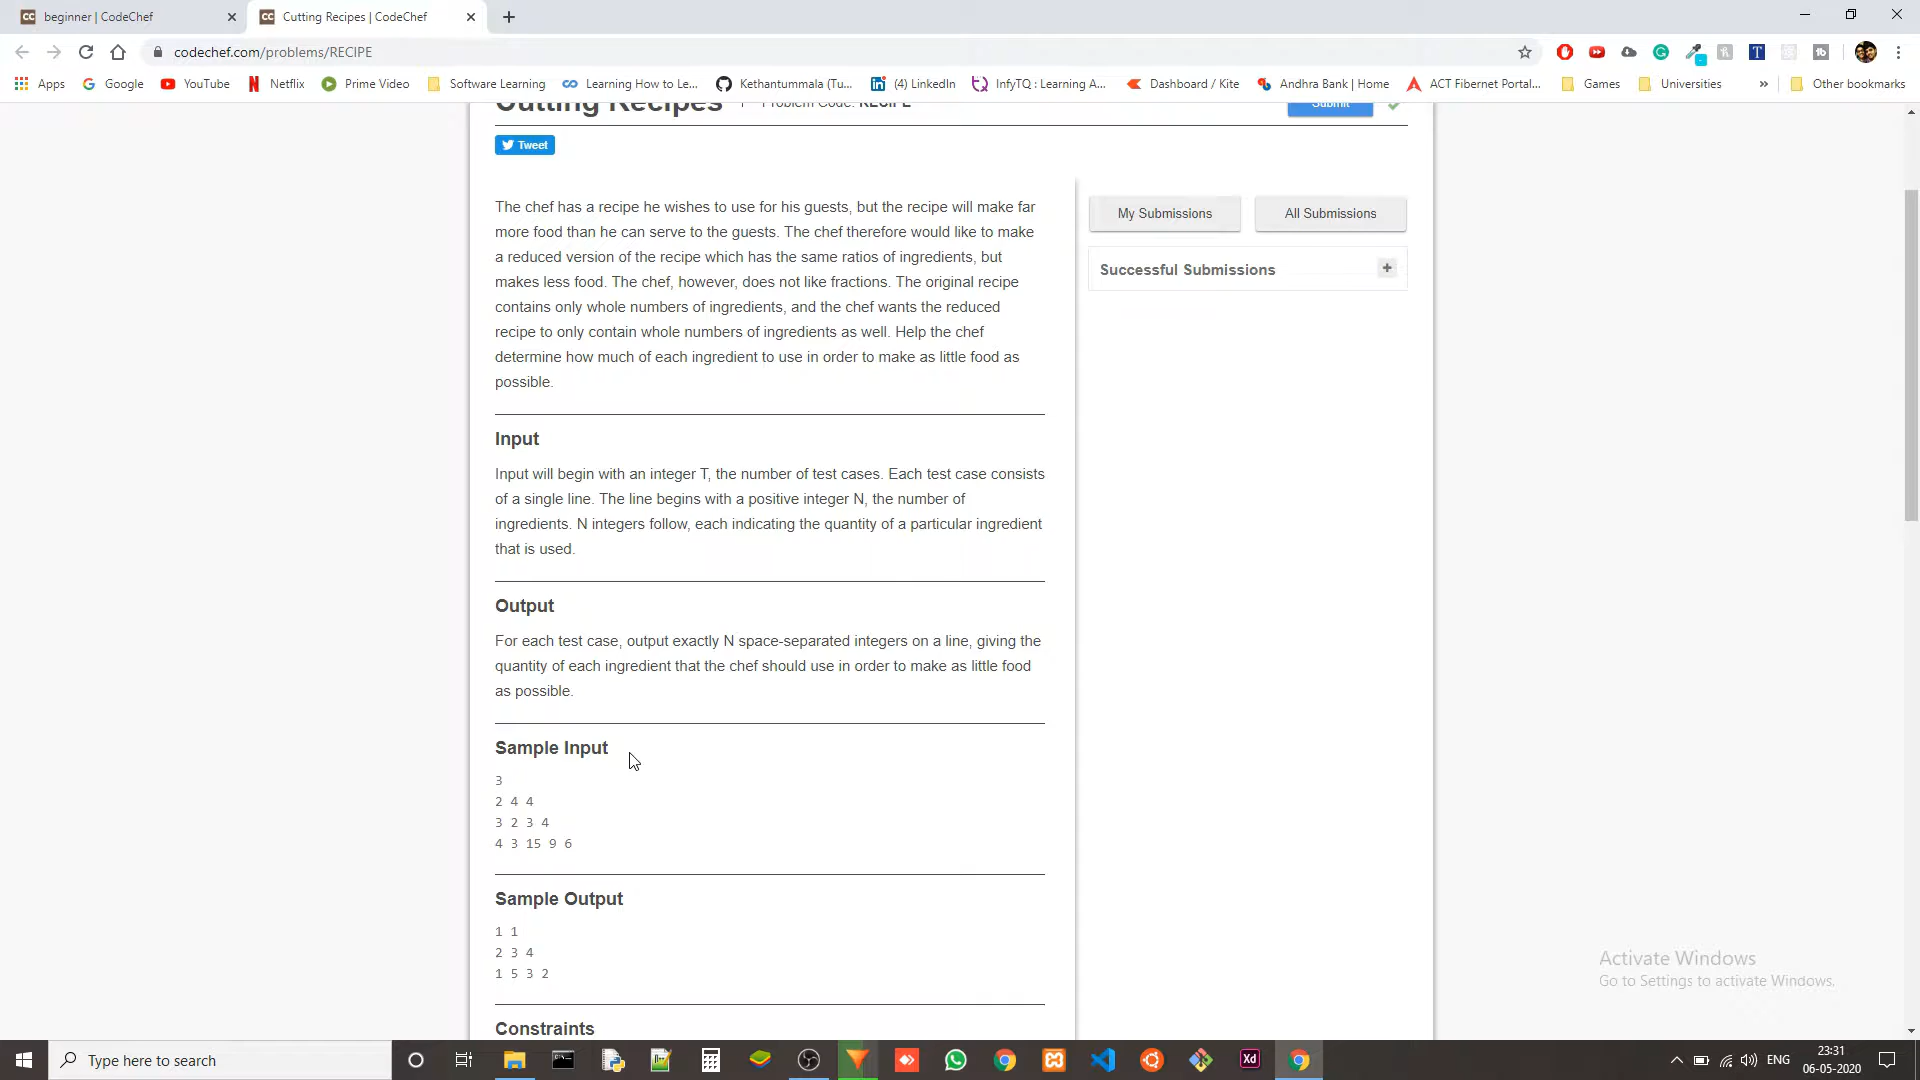 beginner | CodeChef
Cutting Recipes | CodeChef
codechef.com/problems/RECIPE
Apps
Google
YouTube
Netflix
Prime Video
Software Learning
Learning How to Le...
Kethantummala (Tu...
(4) LinkedIn
InfyTQ : Learning A...
Dashboard / Kite
Andhra Bank | Home
ACT Fibernet Portal...
Games
Universities
»
Other bookmarks
Cutting Recipes
Problem Code: RECIPE
Submit
Tweet
The chef has a recipe he wishes to use for his guests, but the recipe will make far
more food than he can serve to the guests. The chef therefore would like to make
a reduced version of the recipe which has the same ratios of ingredients, but
makes less food. The chef, however, does not like fractions. The original recipe
contains only whole numbers of ingredients, and the chef wants the reduced
recipe to only contain whole numbers of ingredients as well. Help the chef
determine how much of each ingredient to use in order to make as little food as
possible.
My Submissions
All Submissions
Successful Submissions
+
Input
Input will begin with an integer T, the number of test cases. Each test case consists
of a single line. The line begins with a positive integer N, the number of
ingredients. N integers follow, each indicating the quantity of a particular ingredient
that is used.
Output
For each test case, output exactly N space-separated integers on a line, giving the
quantity of each ingredient that the chef should use in order to make as little food
as possible.
Sample Input
3
2 4 4
3 2 3 4
4 3 15 9 6
Sample Output
1 1
2 3 4
1 5 3 2
Constraints
Activate Windows
Go to Settings to activate Windows.
Type here to search
Xd
ENG
23:31
06-05-2020